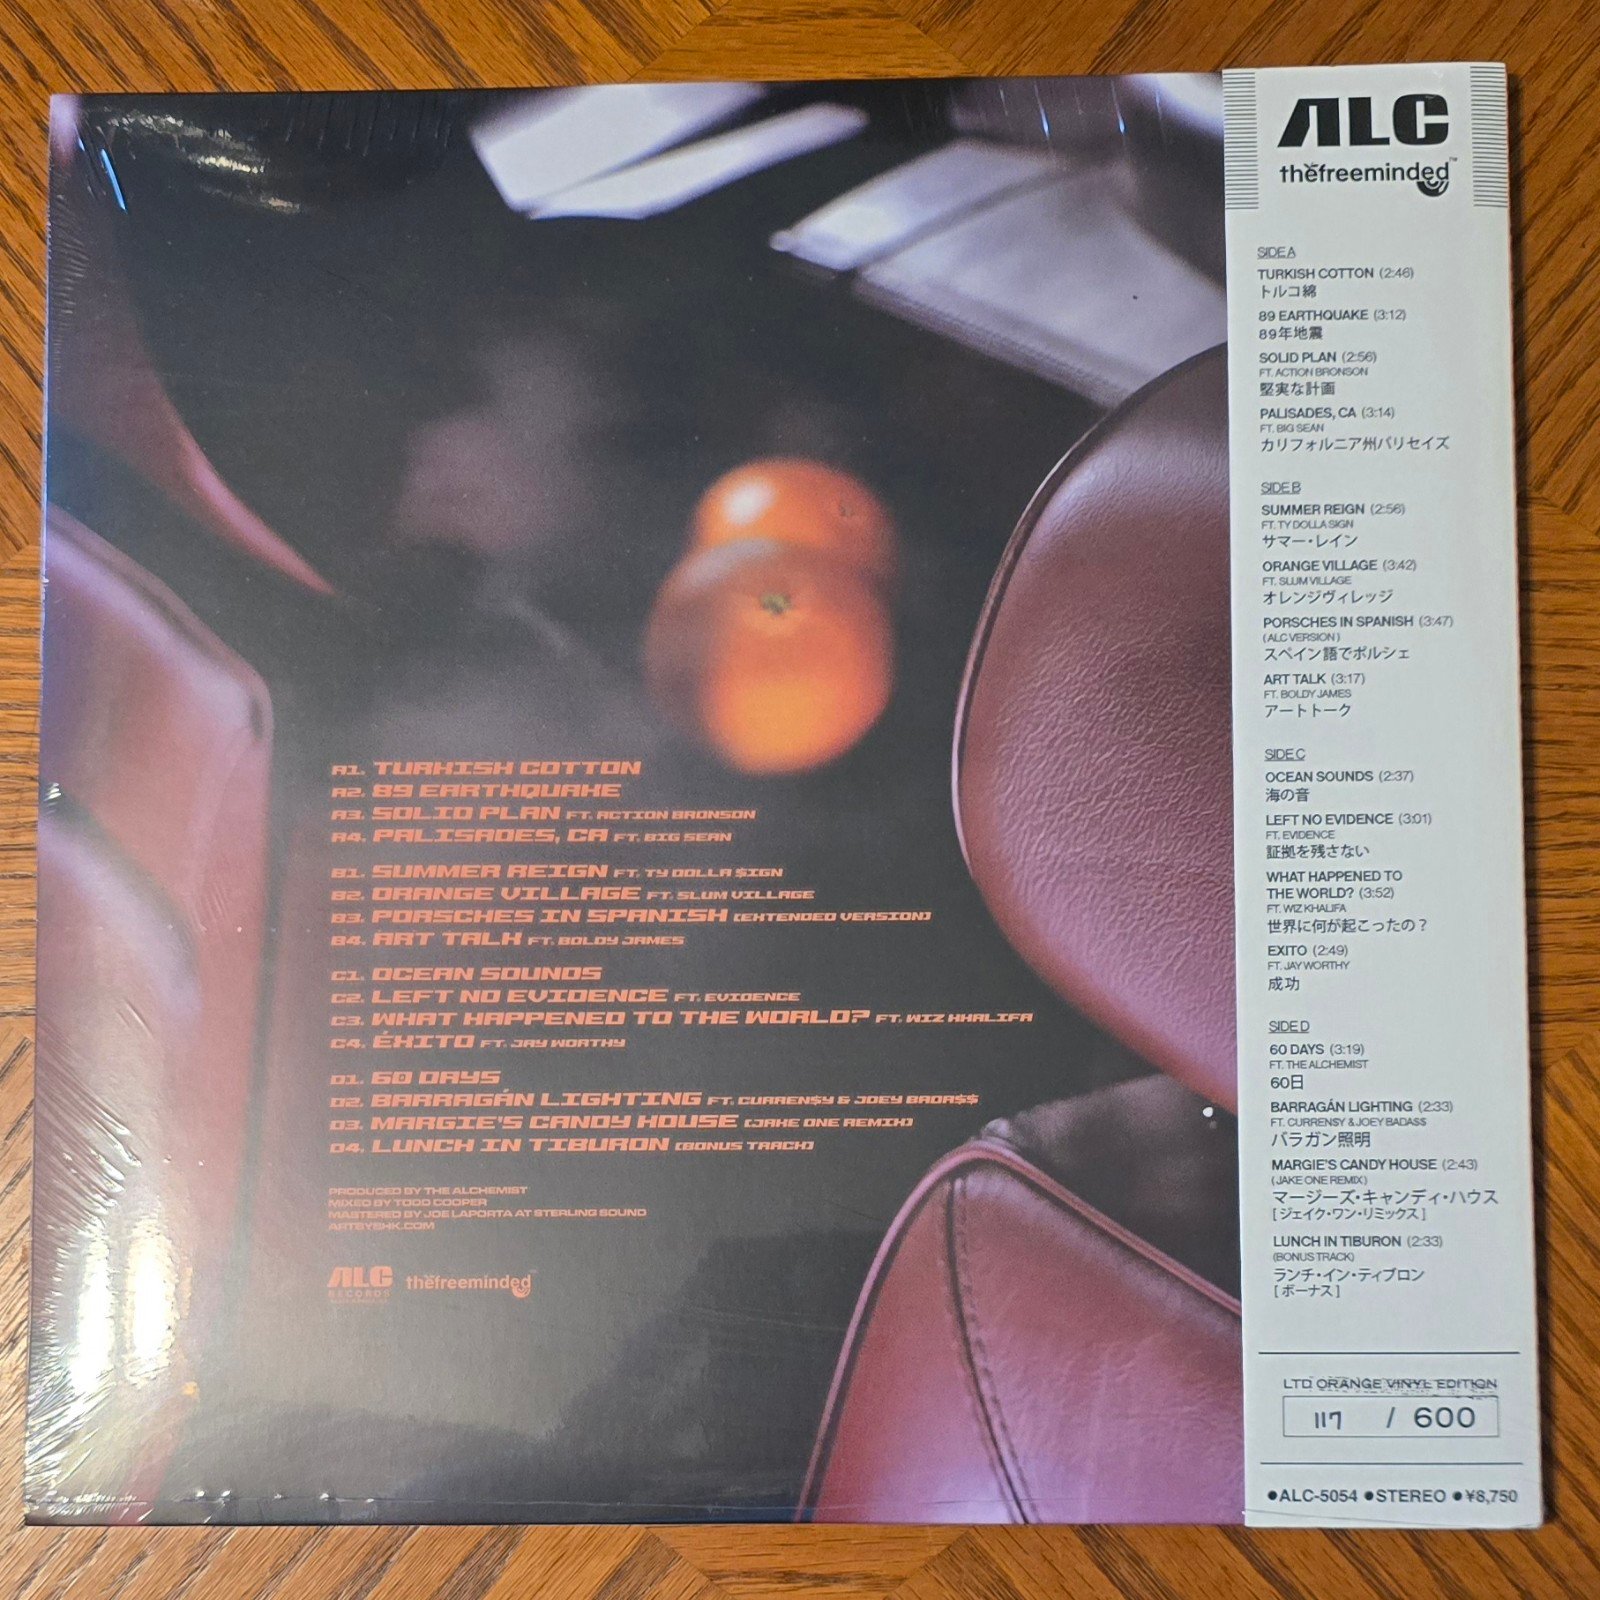 A1. TURKISH COTTON
A2. 89 EARTHQUAKE
A3. SOLID PLAN FT. ACTION BRONSON
A4. PALISADES, CA FT. BIG SEAN
B1. SUMMER REIGN FT. TY DOLLA $IGN
B2. ORANGE VILLAGE FT. SLUM VILLAGE
B3. PORSCHES IN SPANISH [EXTENDED VERSION]
B4. ART TALK FT. BOLDY JAMES
C1. OCEAN SOUNDS
C2. LEFT NO EVIDENCE FT. EVIDENCE
C3. WHAT HAPPENED TO THE WORLD? FT. WIZ KHALIFA
C4. ÉXITO FT. JAY WORTHY
D1. 60 DAYS
D2. BARRAGÁN LIGHTING FT. CURREN$Y & JOEY BADA$$
D3. MARGIE'S CANDY HOUSE [JAKE ONE REMIX]
D4. LUNCH IN TIBURON [BONUS TRACK]
PRODUCED BY THE ALCHEMIST
MIXED BY TODD COOPER
MASTERED BY JOE LAPORTA AT STERLING SOUND
ARTBYSHK.COM
ALC
RECORDS
thefreeminded
ALC
thefreeminded™
SIDE A
TURKISH COTTON (2:46)
トルコ綿
89 EARTHQUAKE (3:12)
89年地震
SOLID PLAN (2:56)
FT. ACTION BRONSON
堅実な計画
PALISADES, CA (3:14)
FT. BIG SEAN
カリフォルニア州パリセイズ
SIDE B
SUMMER REIGN (2:56)
FT. TY DOLLA SIGN
サマー・レイン
ORANGE VILLAGE (3:42)
FT. SLUM VILLAGE
オレンジヴィレッジ
PORSCHES IN SPANISH (3:47)
(ALC VERSION)
スペイン語でポルシェ
ART TALK (3:17)
FT. BOLDY JAMES
アートトーク
SIDE C
OCEAN SOUNDS (2:37)
海の音
LEFT NO EVIDENCE (3:01)
FT. EVIDENCE
証拠を残さない
WHAT HAPPENED TO
THE WORLD? (3:52)
FT. WIZ KHALIFA
世界に何が起こったの？
EXITO (2:49)
FT. JAY WORTHY
成功
SIDE D
60 DAYS (3:19)
FT. THE ALCHEMIST
60日
BARRAGÁN LIGHTING (2:33)
FT. CURREN$Y & JOEY BADA$$
バラガン照明
MARGIE'S CANDY HOUSE (2:43)
(JAKE ONE REMIX)
マージーズ・キャンディ・ハウス
[ジェイク・ワン・リミックス]
LUNCH IN TIBURON (2:33)
(BONUS TRACK)
ランチ・イン・ティブロン
[ボーナス]
LTD ORANGE VINYL EDITION
117 / 600
●ALC-5054 ●STEREO ●¥8,750